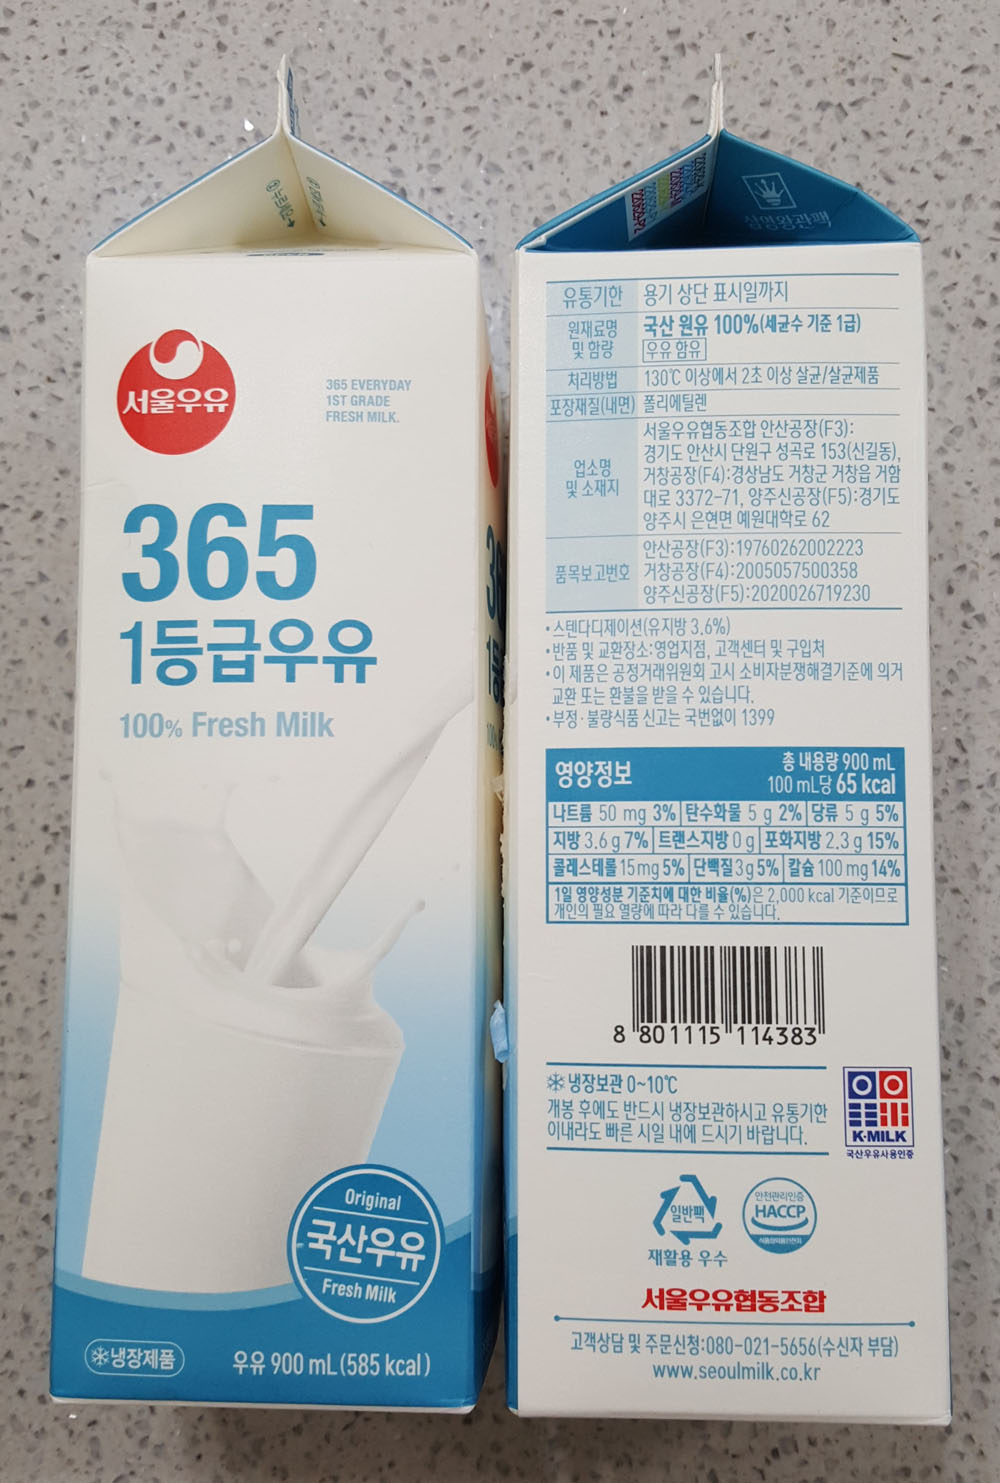 서울우유
365 EVERYDAY
1ST GRADE
FRESH MILK.
365
1등급우유
100% Fresh Milk
Original
국산우유
Fresh Milk
냉장제품
우유 900 mL (585 kcal)
삼영왕관팩
유통기한 용기 상단 표시일까지
원재료명 및 함량 국산 원유 100%(세균수 기준 1급)
우유 함유
처리방법 130℃ 이상에서 2초 이상 살균/살균제품
포장재질(내면) 폴리에틸렌
업소명 및 소재지 서울우유협동조합 안산공장(F3):
경기도 안산시 단원구 성곡로 153(신길동),
거창공장(F4):경상남도 거창군 거창읍 거함
대로 3372-71, 양주신공장(F5):경기도
양주시 은현면 예원대학로 62
품목보고번호 안산공장(F3):19760262002223
거창공장(F4):2005057500358
양주신공장(F5):2020026719230
•스텐다디제이션(유지방 3.6%)
•반품 및 교환장소:영업지점, 고객센터 및 구입처
•이 제품은 공정거래위원회 고시 소비자분쟁해결기준에 의거
교환 또는 환불을 받을 수 있습니다.
•부정·불량식품 신고는 국번없이 1399
영양정보 총 내용량 900 mL
100 mL당 65 kcal
나트륨 50 mg 3% 탄수화물 5 g 2% 당류 5 g 5%
지방 3.6 g 7% 트랜스지방 0 g 포화지방 2.3 g 15%
콜레스테롤 15 mg 5% 단백질 3 g 5% 칼슘 100 mg 14%
1일 영양성분 기준치에 대한 비율(%)은 2,000 kcal 기준이므로
개인의 필요 열량에 따라 다를 수 있습니다.
8 801115 114383
냉장보관 0~10℃
개봉 후에도 반드시 냉장보관하시고 유통기한
이내라도 빠른 시일 내에 드시기 바랍니다.
K·MILK
국산우유사용인증
일반팩
재활용 우수
안전관리인증
HACCP
서울우유협동조합
고객상담 및 주문신청:080-021-5656(수신자 부담)
www.seoulmilk.co.kr